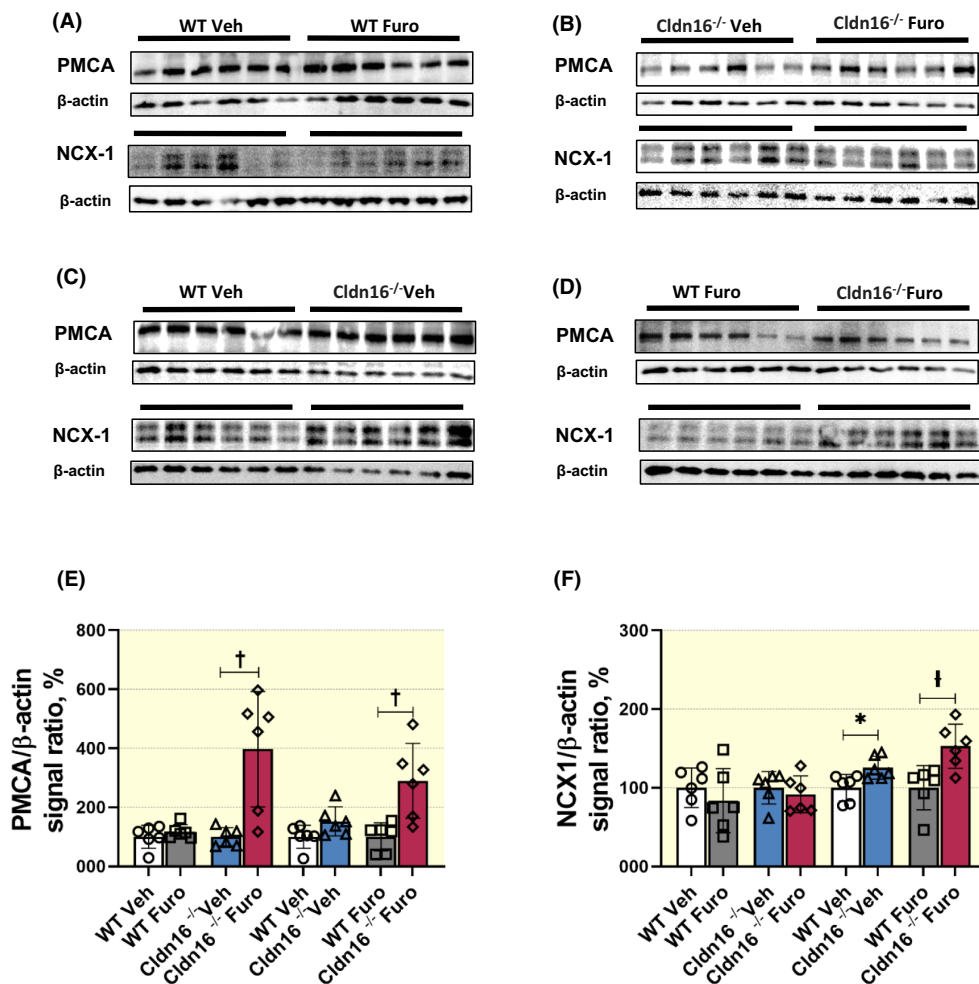 (A)
WT Veh
WT Furo
PMCA
β-actin
NCX-1
β-actin
(B)
Cldn16-/- Veh
Cldn16-/- Furo
PMCA
β-actin
NCX-1
β-actin
(C)
WT Veh
Cldn16-/-Veh
PMCA
β-actin
NCX-1
β-actin
(D)
WT Furo
Cldn16-/-Furo
PMCA
β-actin
NCX-1
β-actin
(E)
PMCA/β-actin
signal ratio, %
800
600
400
200
000
†
†
WT Veh
WT Furo
Cldn16 -/-Veh
Cldn16 -/- Furo
WT Veh
Cldn16 -/-Veh
WT Furo
Cldn16 -/- Furo
(F)
NCX1/β-actin
signal ratio, %
300
200
100
000
*
ƚ
WT Veh
WT Furo
Cldn16 -/-Veh
Cldn16 -/- Furo
WT Veh
Cldn16 -/-Veh
WT Furo
Cldn16 -/- Furo